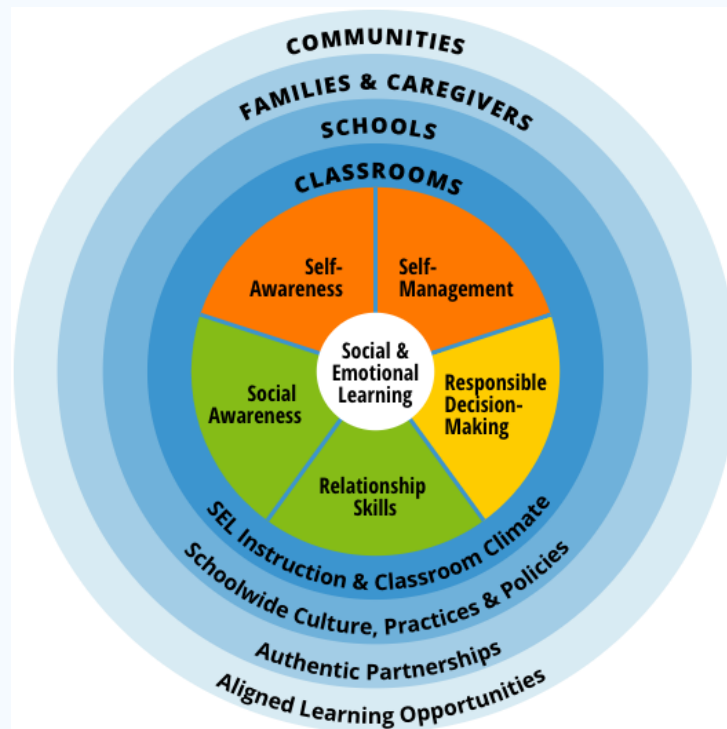 COMMUNITIES
FAMILIES & CAREGIVERS
SCHOOLS
CLASSROOMS
Self-
Awareness
Self-
Management
Social &
Emotional
Learning
Social
Awareness
Responsible
Decision-
Making
Relationship
Skills
SEL Instruction & Classroom Climate
Schoolwide Culture, Practices & Policies
Authentic Partnerships
Aligned Learning Opportunities